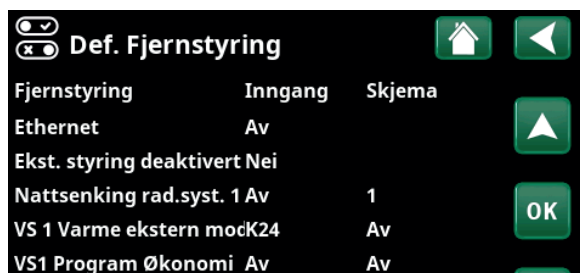 Def. Fjernstyring
Fjernstyring Inngang Skjema
Ethernet Av
Ekst. styring deaktivert Nei
Nattsenking rad.syst. 1 Av 1
OK
VS 1 Varme ekstern mod K24 Av
VS1 Program Økonomi Av Av